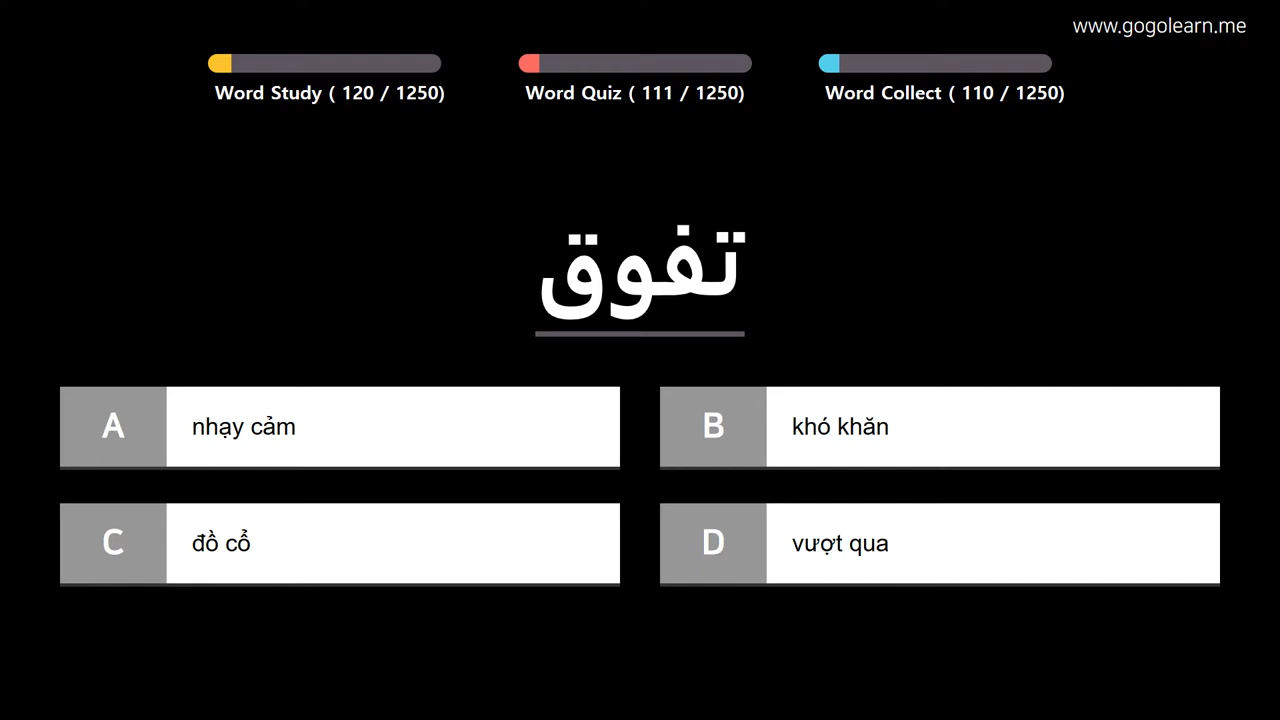 www.gogolearn.me
Word Study ( 120 / 1250)
Word Quiz ( 111 / 1250)
Word Collect ( 110 / 1250)
تفوق
A nhạy cảm
B khó khăn
C đồ cổ
D vượt qua